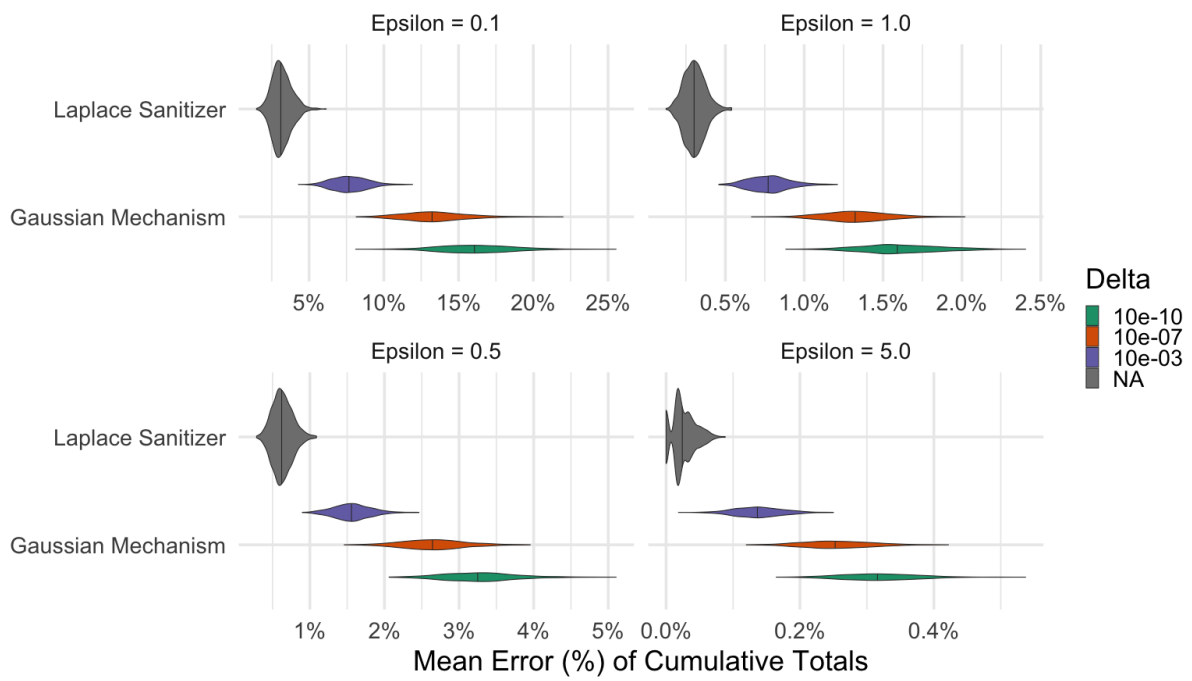 Epsilon = 0.1
Epsilon = 1.0
Laplace Sanitizer
Gaussian Mechanism
5% 10% 15% 20% 25%
0.5% 1.0% 1.5% 2.0% 2.5%
Delta
10e-10
10e-07
10e-03
NA
Epsilon = 0.5
Epsilon = 5.0
Laplace Sanitizer
Gaussian Mechanism
1% 2% 3% 4% 5%
0.0% 0.2% 0.4%
Mean Error (%) of Cumulative Totals